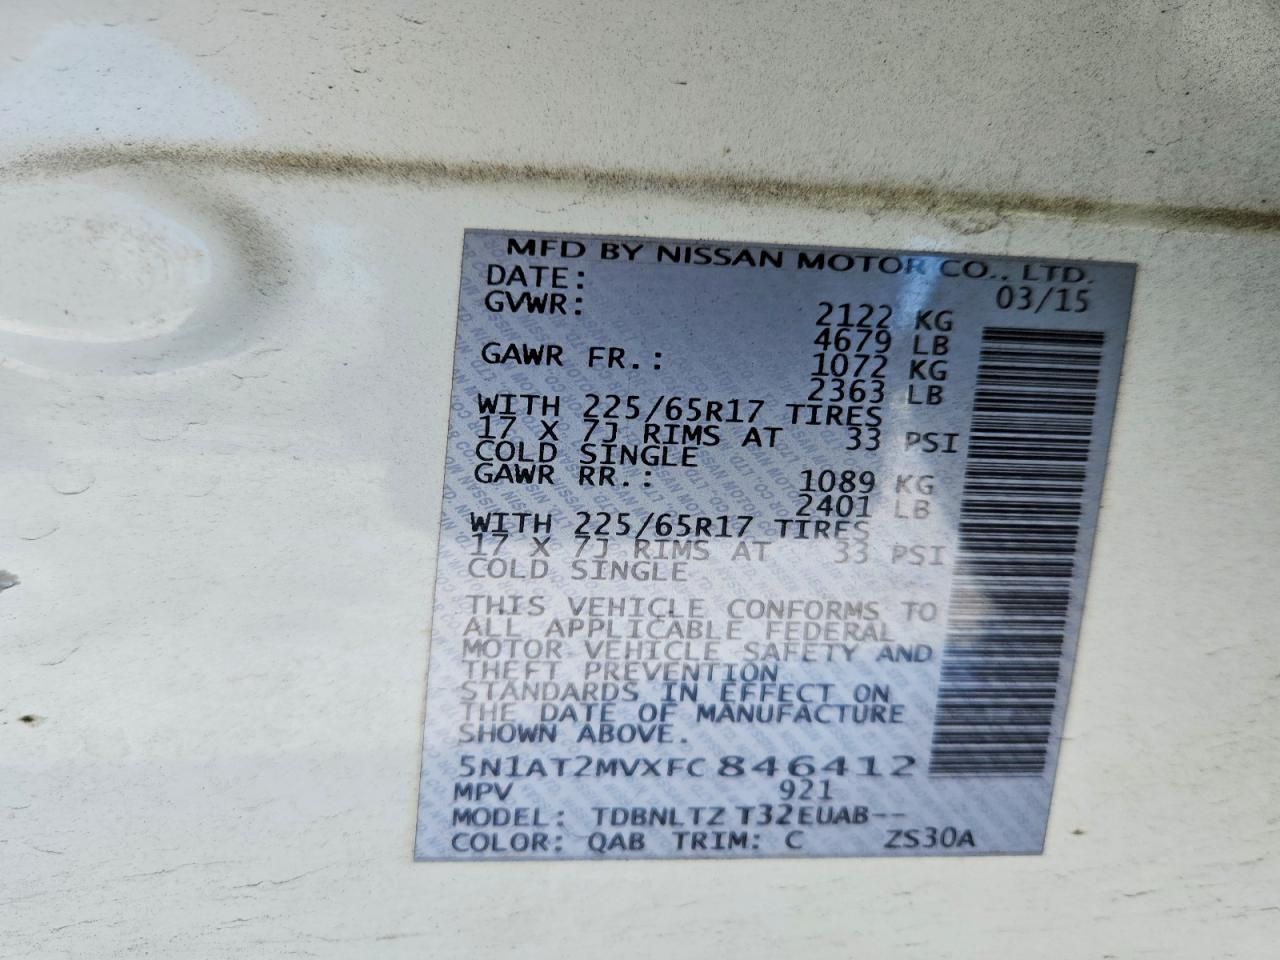 MFD BY NISSAN MOTOR CO., LTD.
DATE: 03/15
GVWR: 2122 KG
4679 LB
GAWR FR.: 1072 KG
2363 LB
WITH 225/65R17 TIRES
17 X 7J RIMS AT 33 PSI
COLD SINGLE
GAWR RR.: 1089 KG
2401 LB
WITH 225/65R17 TIRES
17 X 7J RIMS AT 33 PSI
COLD SINGLE
THIS VEHICLE CONFORMS TO
ALL APPLICABLE FEDERAL
MOTOR VEHICLE SAFETY AND
THEFT PREVENTION
STANDARDS IN EFFECT ON
THE DATE OF MANUFACTURE
SHOWN ABOVE.
5N1AT2MVXFC846412
MPV 921
MODEL: TDBNLTZ T32EUAB--
COLOR: QAB TRIM: C ZS30A